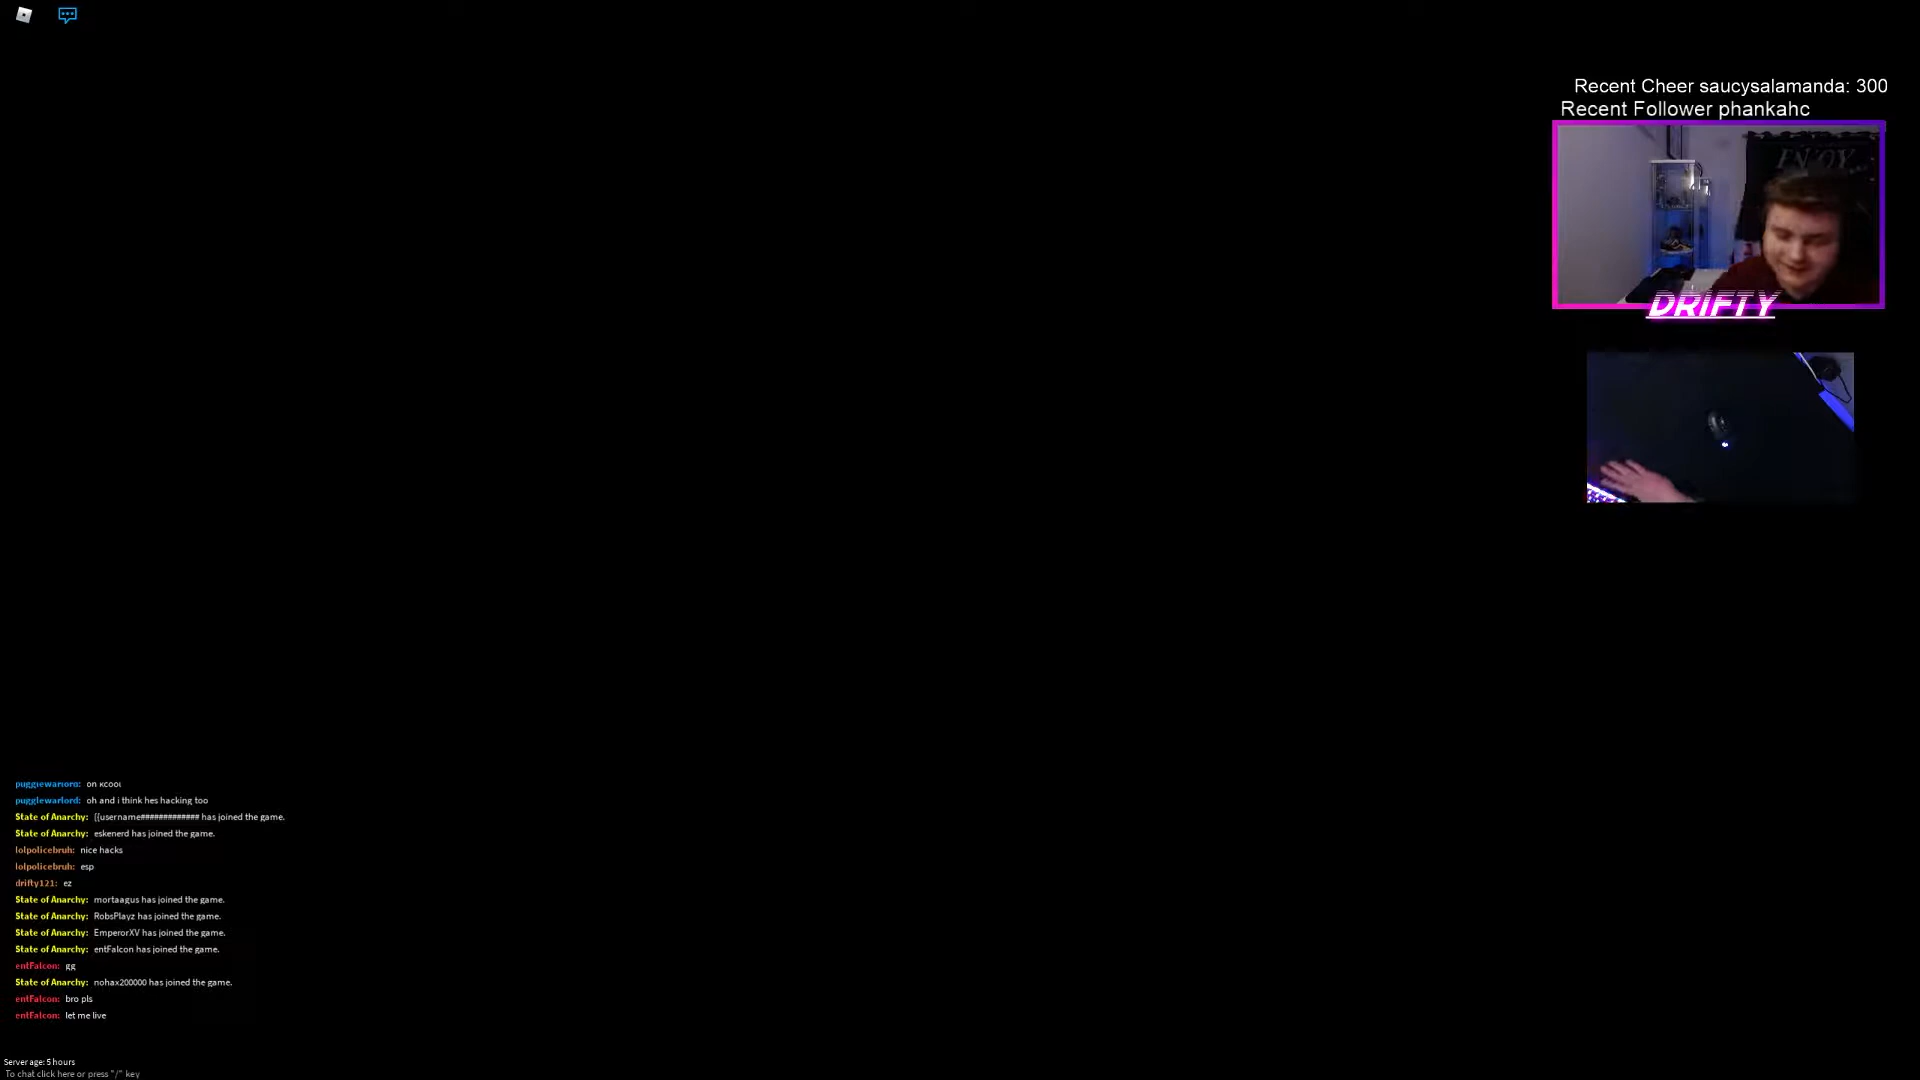 Recent Cheer saucysalamanda: 300
Recent Follower phankahc
ENJOY
DRIFTY
pugglewarlord: on kcool
pugglewarlord: oh and i think hes hacking too
State of Anarchy: [{username############# has joined the game.
State of Anarchy: eskenerd has joined the game.
lolpolicebruh: nice hacks
lolpolicebruh: esp
drifty121: ez
State of Anarchy: mortaagus has joined the game.
State of Anarchy: RobsPlayz has joined the game.
State of Anarchy: EmperorXV has joined the game.
State of Anarchy: entFalcon has joined the game.
entFalcon: gg
State of Anarchy: nohax200000 has joined the game.
entFalcon: bro pls
entFalcon: let me live
Server age: 5 hours
To chat click here or press "/" key